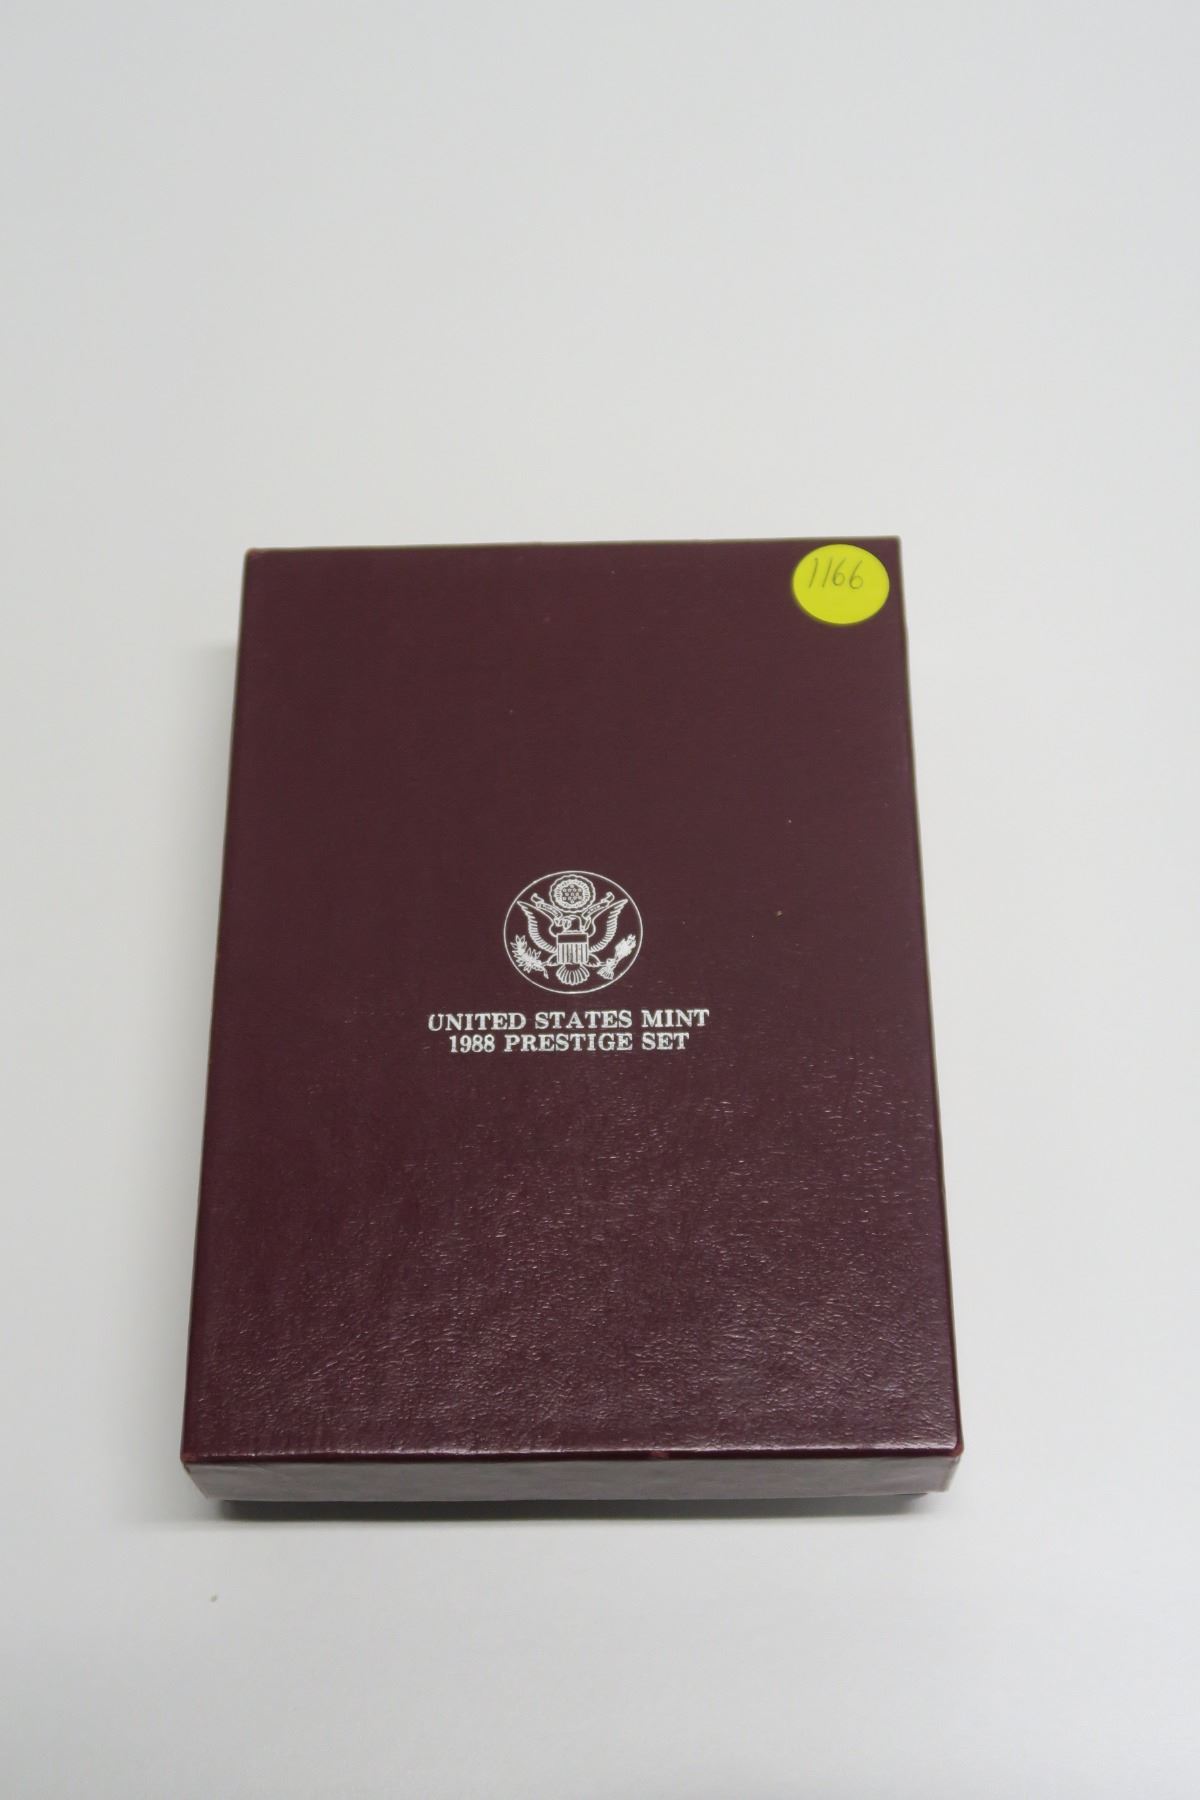 1166
UNITED STATES MINT
1988 PRESTIGE SET